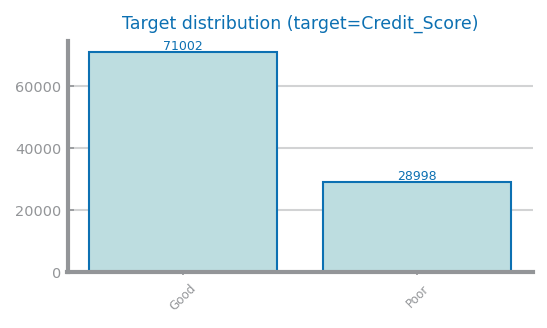 Target distribution (target=Credit_Score)
71002
60000
40000
28998
20000
0
Good
Poor